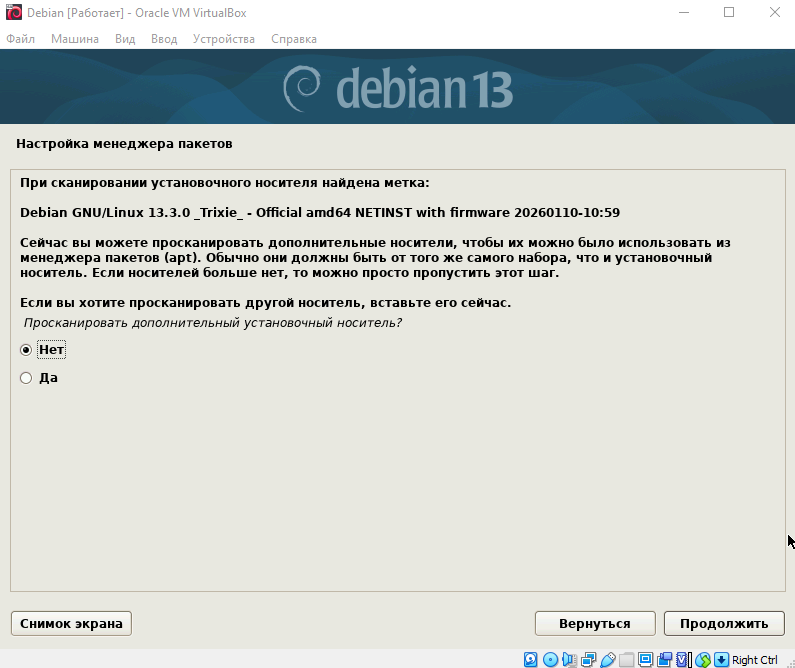 Debian [Работает] - Oracle VM VirtualBox
Файл Машина Вид Ввод Устройства Справка
debian 13
Настройка менеджера пакетов
При сканировании установочного носителя найдена метка:
Debian GNU/Linux 13.3.0 _Trixie_ - Official amd64 NETINST with firmware 20260110-10:59
Сейчас вы можете просканировать дополнительные носители, чтобы их можно было использовать из
менеджера пакетов (apt). Обычно они должны быть от того же самого набора, что и установочный
носитель. Если носителей больше нет, то можно просто пропустить этот шаг.
Если вы хотите просканировать другой носитель, вставьте его сейчас.
Просканировать дополнительный установочный носитель?
Нет
Да
Снимок экрана Вернуться Продолжить
Right Ctrl